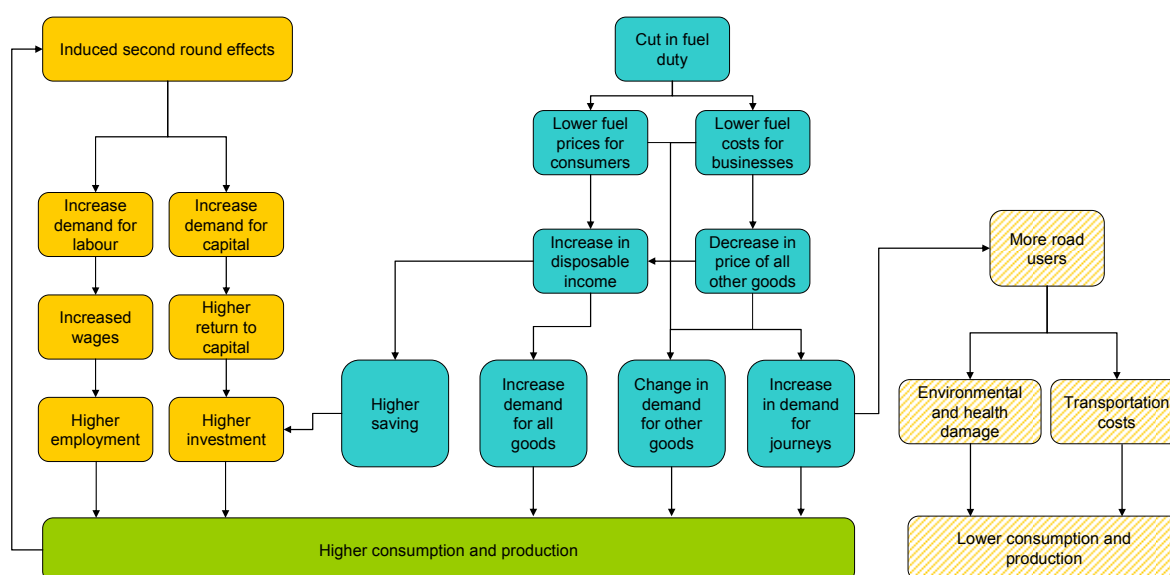 Induced second round effects
Cut in fuel
duty
Lower fuel
prices for
consumers
Lower fuel
costs for
businesses
Increase
demand for
labour
Increase
demand for
capital
Increase in
disposable
income
Decrease in
price of all
other goods
More road
users
Increased
wages
Higher
return to
capital
Higher
employment
Higher
investment
Higher
saving
Increase
demand
for all
goods
Change in
demand
for other
goods
Increase
in demand
for
journeys
Environmental
and health
damage
Transportation
costs
Higher consumption and production
Lower consumption and
production